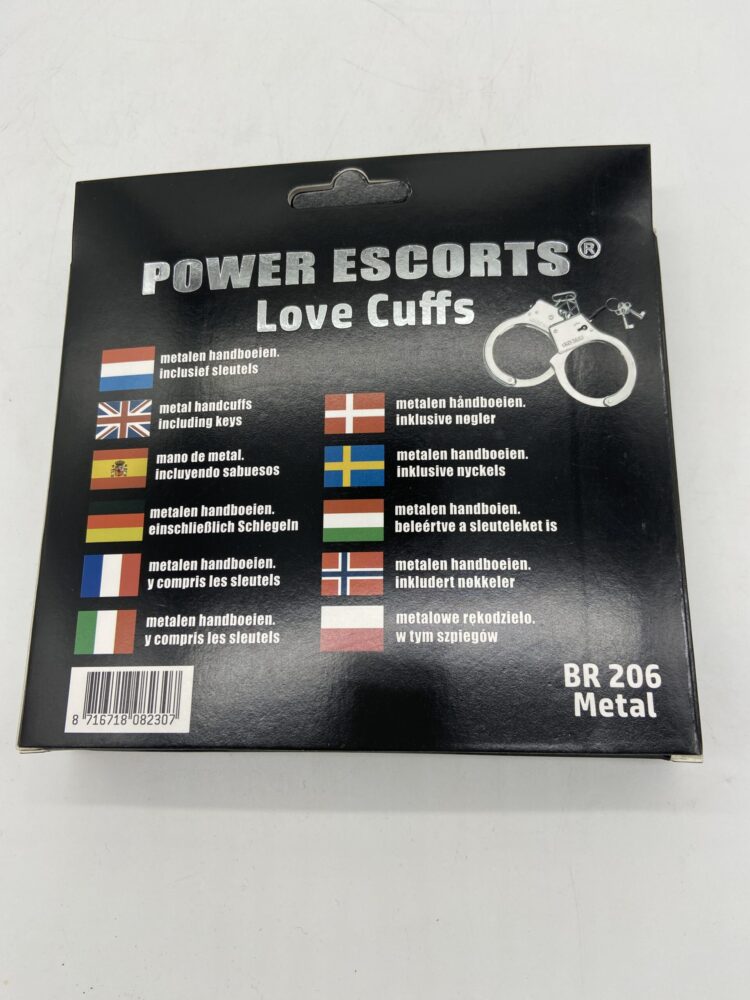 POWER ESCORTS®
Love Cuffs
metalen handboeien.
inclusief sleutels
metal handcuffs
including keys
mano de metal.
incluyendo sabuesos
metalen handboeien.
einschließlich Schlegeln
metalen handboeien.
y compris les sleutels
metalen handboeien.
y compris les sleutels
metalen håndboeien.
inklusive nøgler
metalen handboeien.
inklusive nyckels
metalen handboien.
beleértve a sleuteleket is
metalen handboeien.
inkludert nøkkeler
metalowe rękodzieło.
w tym szpiegów
8 716718 082307
BR 206
Metal